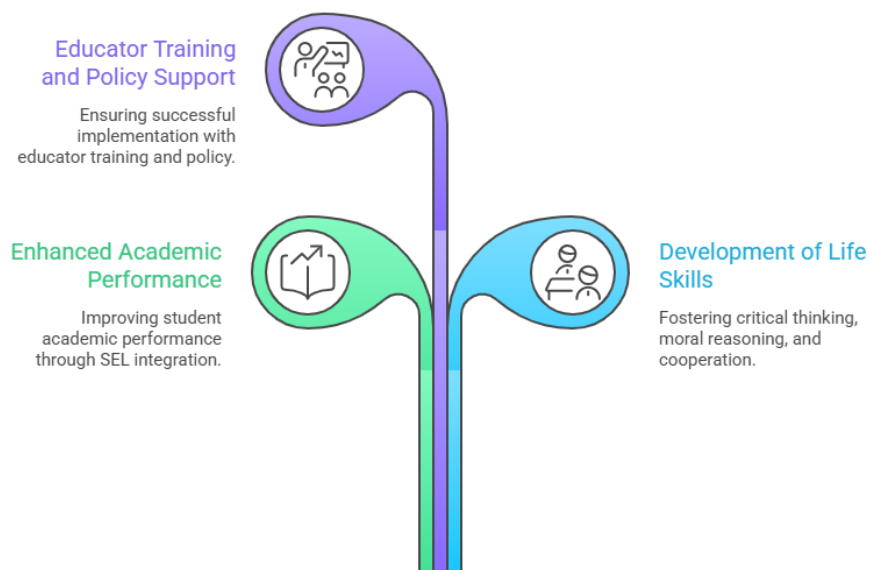 Educator Training
and Policy Support
Ensuring successful
implementation with
educator training and policy.
Enhanced Academic
Performance
Improving student
academic performance
through SEL integration.
Development of Life
Skills
Fostering critical thinking,
moral reasoning, and
cooperation.